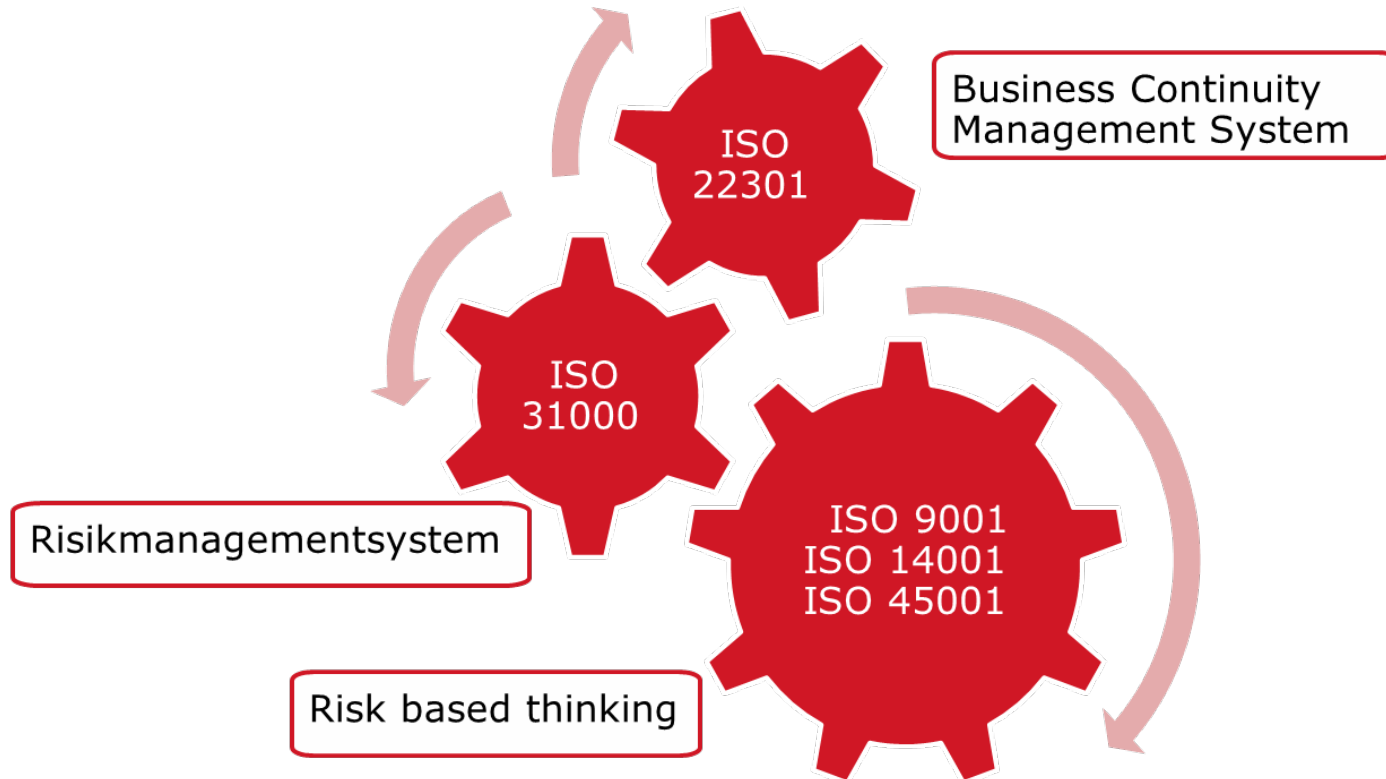 Business Continuity
Management System
ISO
22301
ISO
31000
Risikmanagementsystem
ISO 9001
ISO 14001
ISO 45001
Risk based thinking